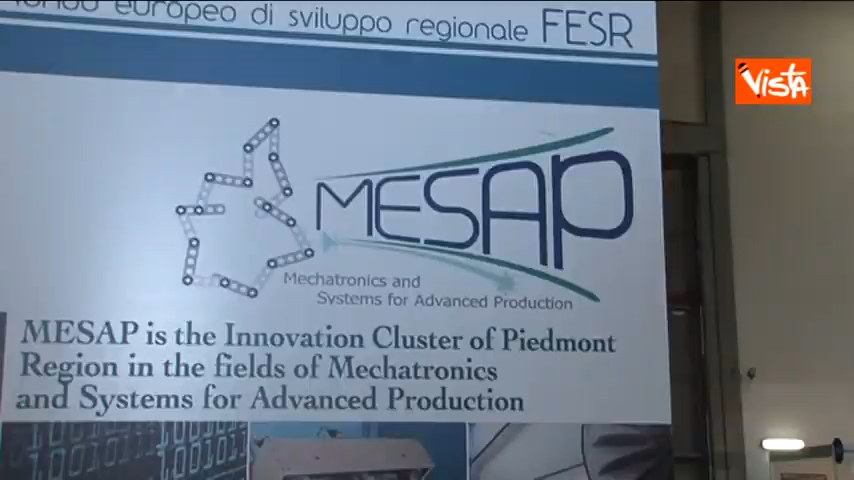 fondo europeo di sviluppo regionale FESR
VISTA
MESAP
Mechatronics and
Systems for Advanced Production
MESAP is the Innovation Cluster of Piedmont
Region in the fields of Mechatronics
and Systems for Advanced Production